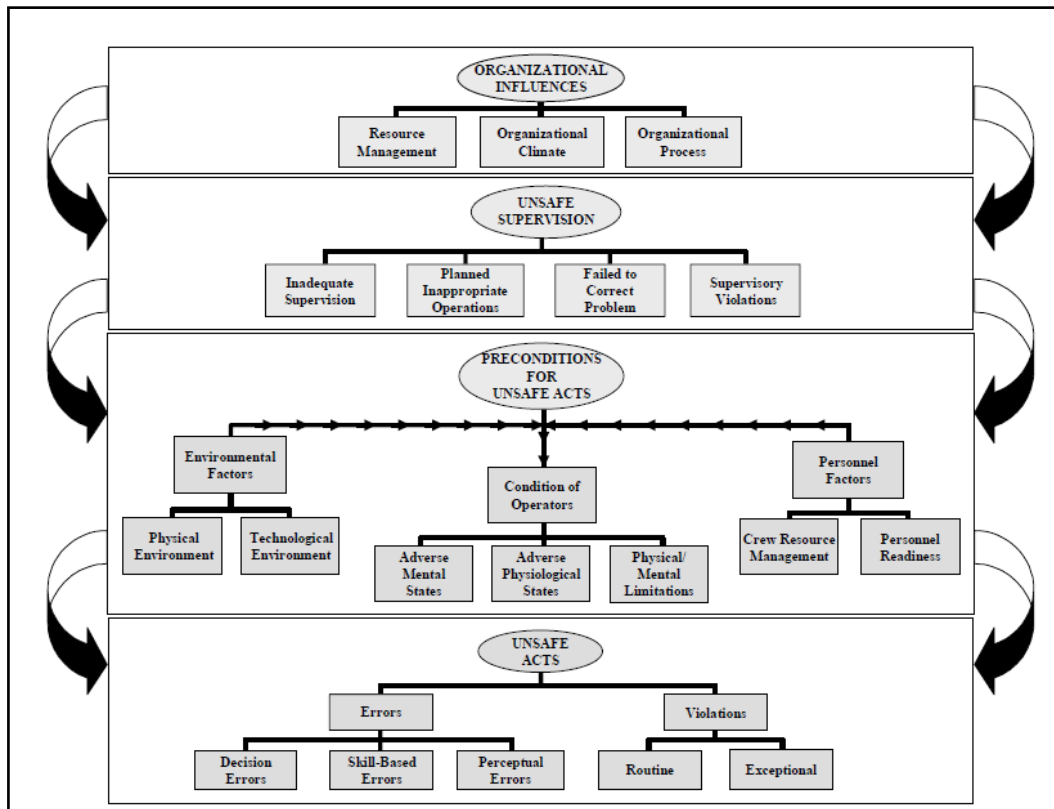 ORGANIZATIONAL
INFLUENCES
Resource
Management
Organizational
Climate
Organizational
Process
UNSAFE
SUPERVISION
Inadequate
Supervision
Planned
Inappropriate
Operations
Failed to
Correct
Problem
Supervisory
Violations
PRECONDITIONS
FOR
UNSAFE ACTS
Environmental
Factors
Condition of
Operators
Personnel
Factors
Physical
Environment
Technological
Environment
Adverse
Mental
States
Adverse
Physiological
States
Physical/
Mental
Limitations
Crew Resource
Management
Personnel
Readiness
UNSAFE
ACTS
Errors
Violations
Decision
Errors
Skill-Based
Errors
Perceptual
Errors
Routine
Exceptional